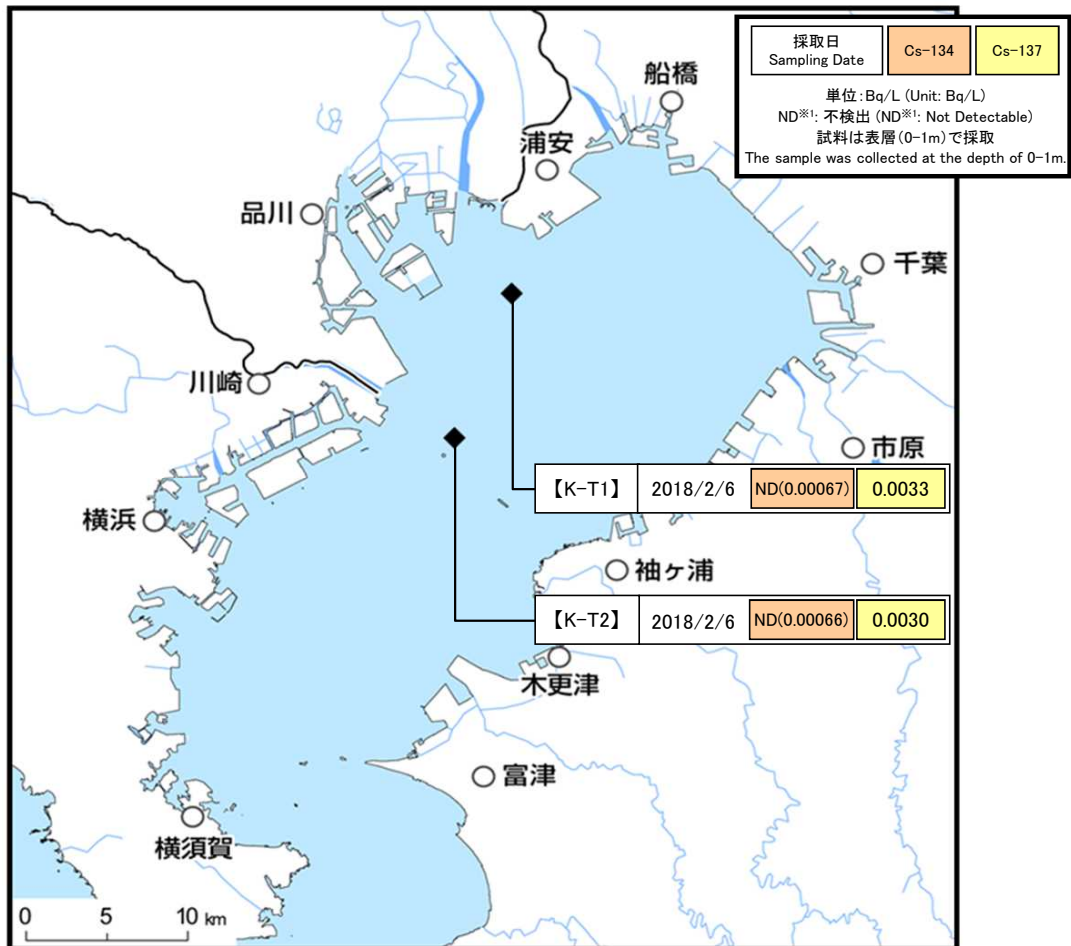 採取日
Sampling Date
Cs-134
Cs-137
単位:Bq/L (Unit: Bq/L)
ND※1: 不検出 (ND※1: Not Detectable)
試料は表層(0-1m)で採取
The sample was collected at the depth of 0-1m.
船橋
浦安
品川
千葉
川崎
市原
【K-T1】 2018/2/6 ND(0.00067) 0.0033
横浜
袖ヶ浦
【K-T2】 2018/2/6 ND(0.00066) 0.0030
木更津
富津
横須賀
0 5 10 km